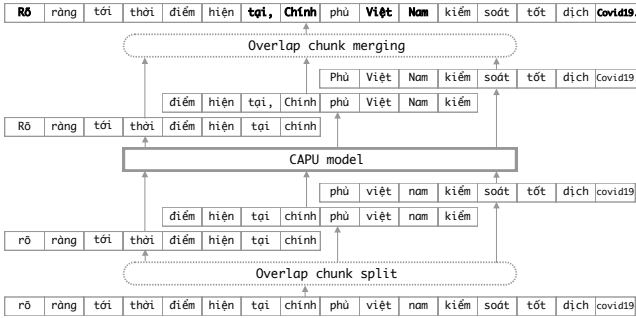 Rõ ràng tới thời điểm hiện tại, Chính phủ Việt Nam kiểm soát tốt dịch Covid19.
Overlap chunk merging
Phủ Việt Nam kiểm soát tốt dịch Covid19
điểm hiện tại, Chính phủ Việt Nam kiểm
Rõ ràng tới thời điểm hiện tại chính
CAPU model
phủ việt nam kiểm soát tốt dịch covid19
điểm hiện tại chính phủ việt nam kiểm
rõ ràng tới thời điểm hiện tại chính
Overlap chunk split
rõ ràng tới thời điểm hiện tại chính phủ việt nam kiểm soát tốt dịch covid19